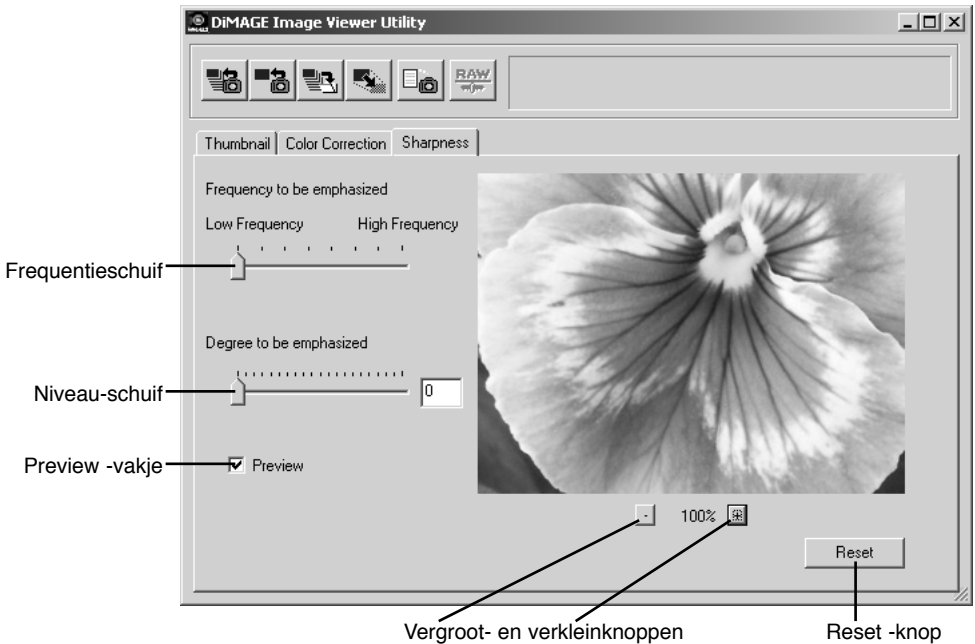 DiMAGE Image Viewer Utility
RAW
Thumbnail Color Correction Sharpness
Frequency to be emphasized
Low Frequency High Frequency
Frequentieschuif
Degree to be emphasized
Niveau-schuif
0
Preview -vakje
Preview
- 100% +
Reset
Vergroot- en verkleinknoppen
Reset -knop